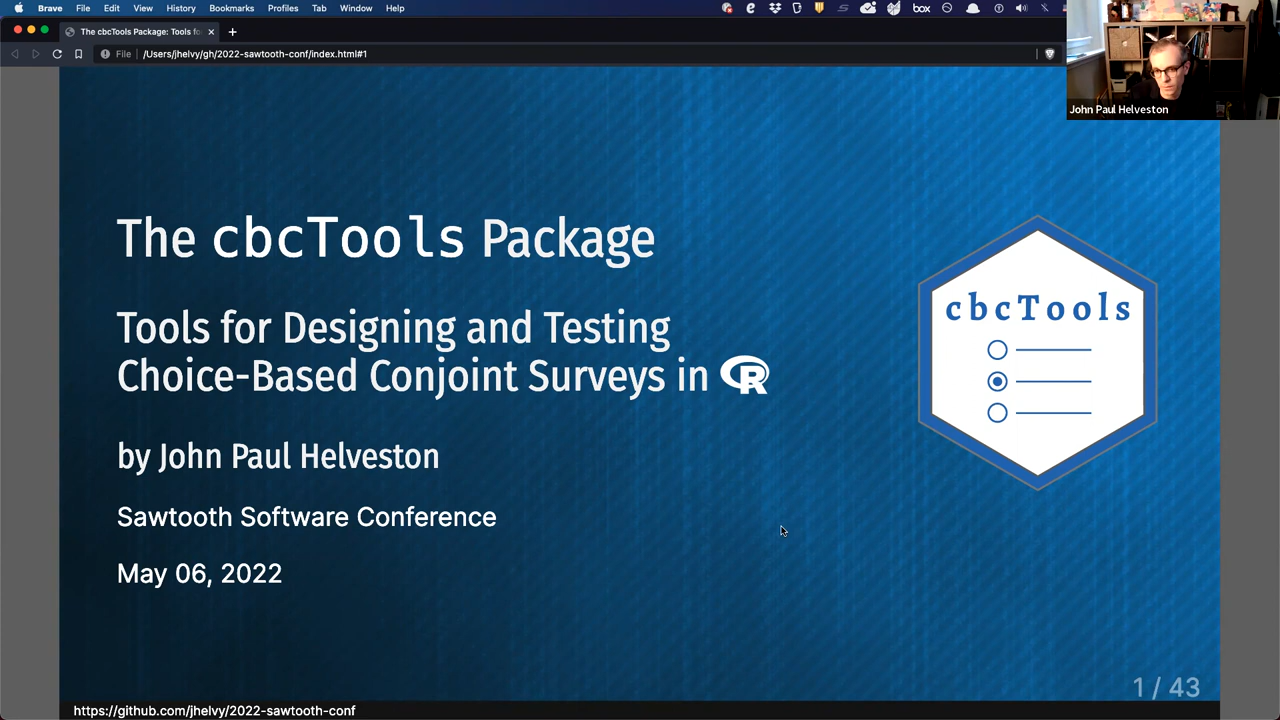 Brave File Edit View History Bookmarks Profiles Tab Window Help
box
The cbcTools Package: Tools fo
File /Users/jhelvy/gh/2022-sawtooth-conf/index.html#1
John Paul Helveston
The cbcTools Package
cbcTools
Tools for Designing and Testing
Choice-Based Conjoint Surveys in R
by John Paul Helveston
Sawtooth Software Conference
May 06, 2022
1 / 43
https://github.com/jhelvy/2022-sawtooth-conf